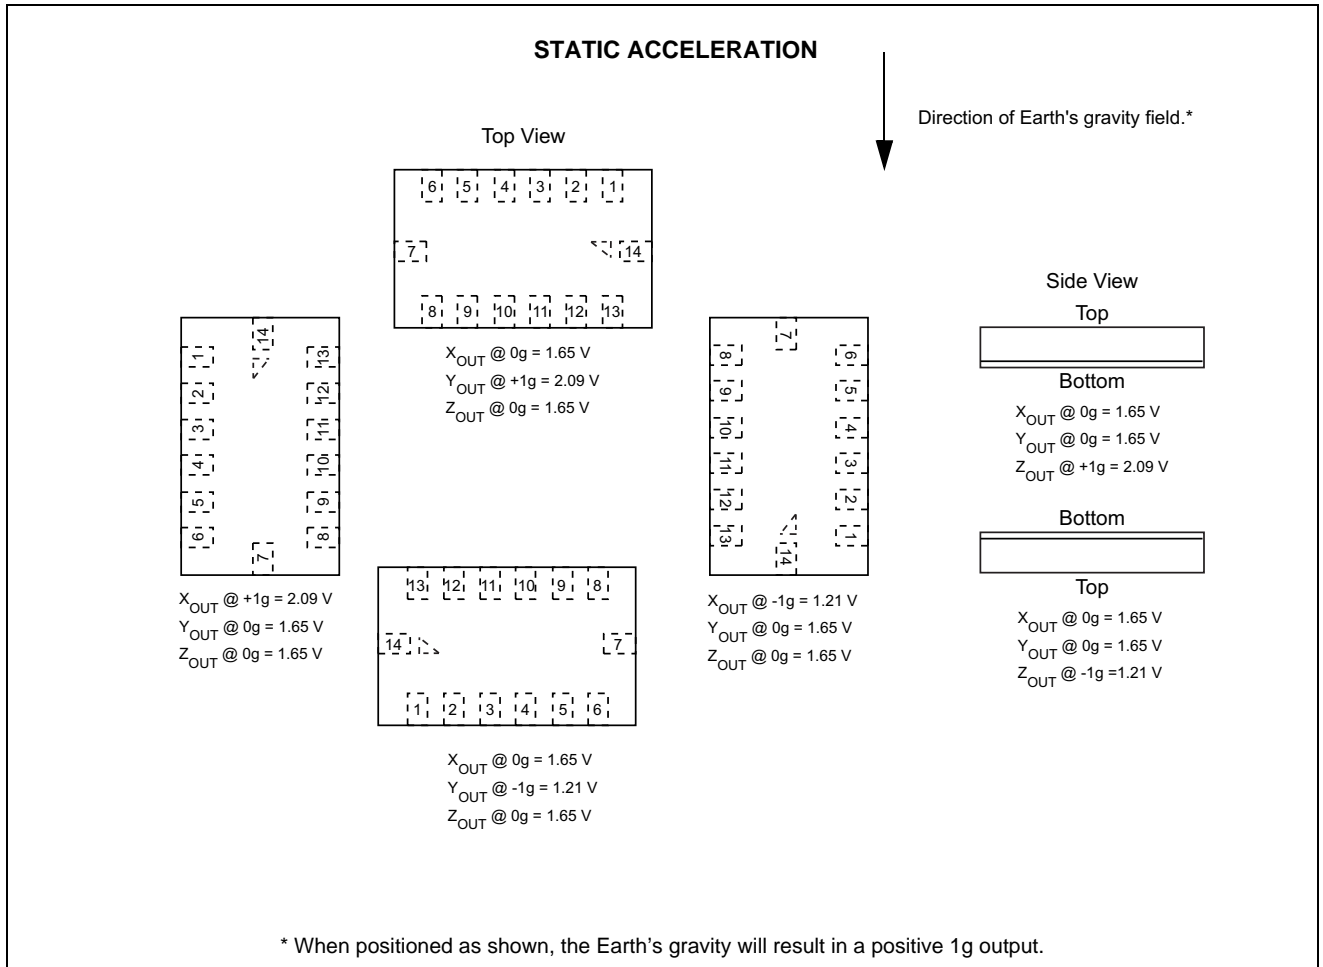 STATIC ACCELERATION
Direction of Earth's gravity field.*
Top View
6 5 4 3 2 1
7 14
8 9 10 11 12 13
X_OUT @ 0g = 1.65 V
Y_OUT @ +1g = 2.09 V
Z_OUT @ 0g = 1.65 V
14
1 13
2 12
3 11
4 10
5 9
6 8
7
X_OUT @ +1g = 2.09 V
Y_OUT @ 0g = 1.65 V
Z_OUT @ 0g = 1.65 V
13 12 11 10 9 8
14 7
1 2 3 4 5 6
X_OUT @ 0g = 1.65 V
Y_OUT @ -1g = 1.21 V
Z_OUT @ 0g = 1.65 V
7
8 6
9 5
10 4
11 3
12 2
13 1
14
X_OUT @ -1g = 1.21 V
Y_OUT @ 0g = 1.65 V
Z_OUT @ 0g = 1.65 V
Side View
Top
Bottom
X_OUT @ 0g = 1.65 V
Y_OUT @ 0g = 1.65 V
Z_OUT @ +1g = 2.09 V
Bottom
Top
X_OUT @ 0g = 1.65 V
Y_OUT @ 0g = 1.65 V
Z_OUT @ -1g =1.21 V
* When positioned as shown, the Earth's gravity will result in a positive 1g output.